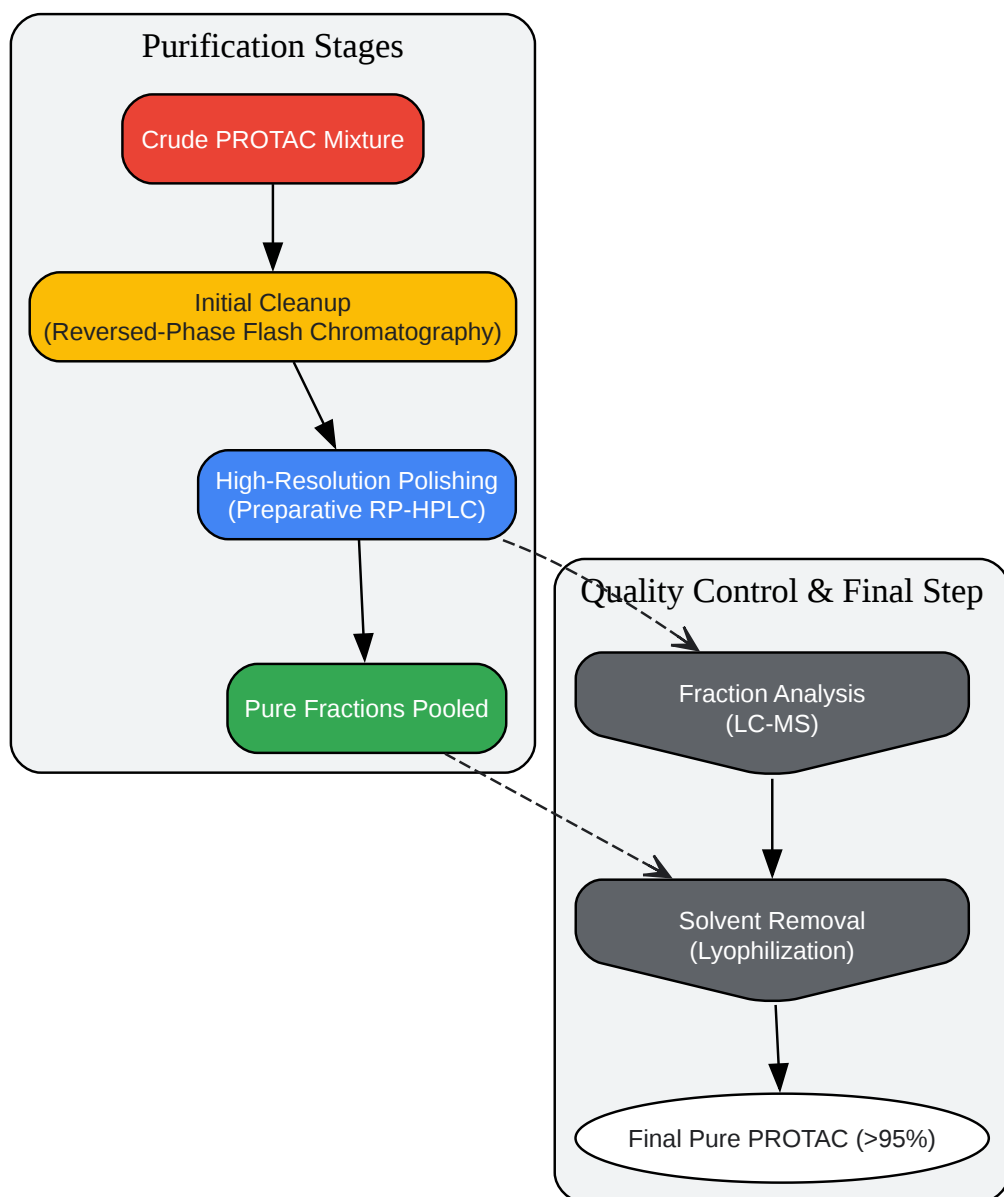 Purification Stages
Crude PROTAC Mixture
Initial Cleanup
(Reversed-Phase Flash Chromatography)
High-Resolution Polishing
(Preparative RP-HPLC)
Pure Fractions Pooled
Quality Control & Final Step
Fraction Analysis
(LC-MS)
Solvent Removal
(Lyophilization)
Final Pure PROTAC (>95%)